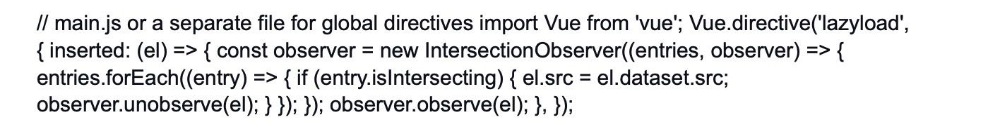 // main.js or a separate file for global directives import Vue from 'vue'; Vue.directive('lazyload',
{ inserted: (el) => { const observer = new IntersectionObserver((entries, observer) => {
entries.forEach((entry) => { if (entry.isIntersecting) { el.src = el.dataset.src;
observer.unobserve(el); } }); }); observer.observe(el); }, });